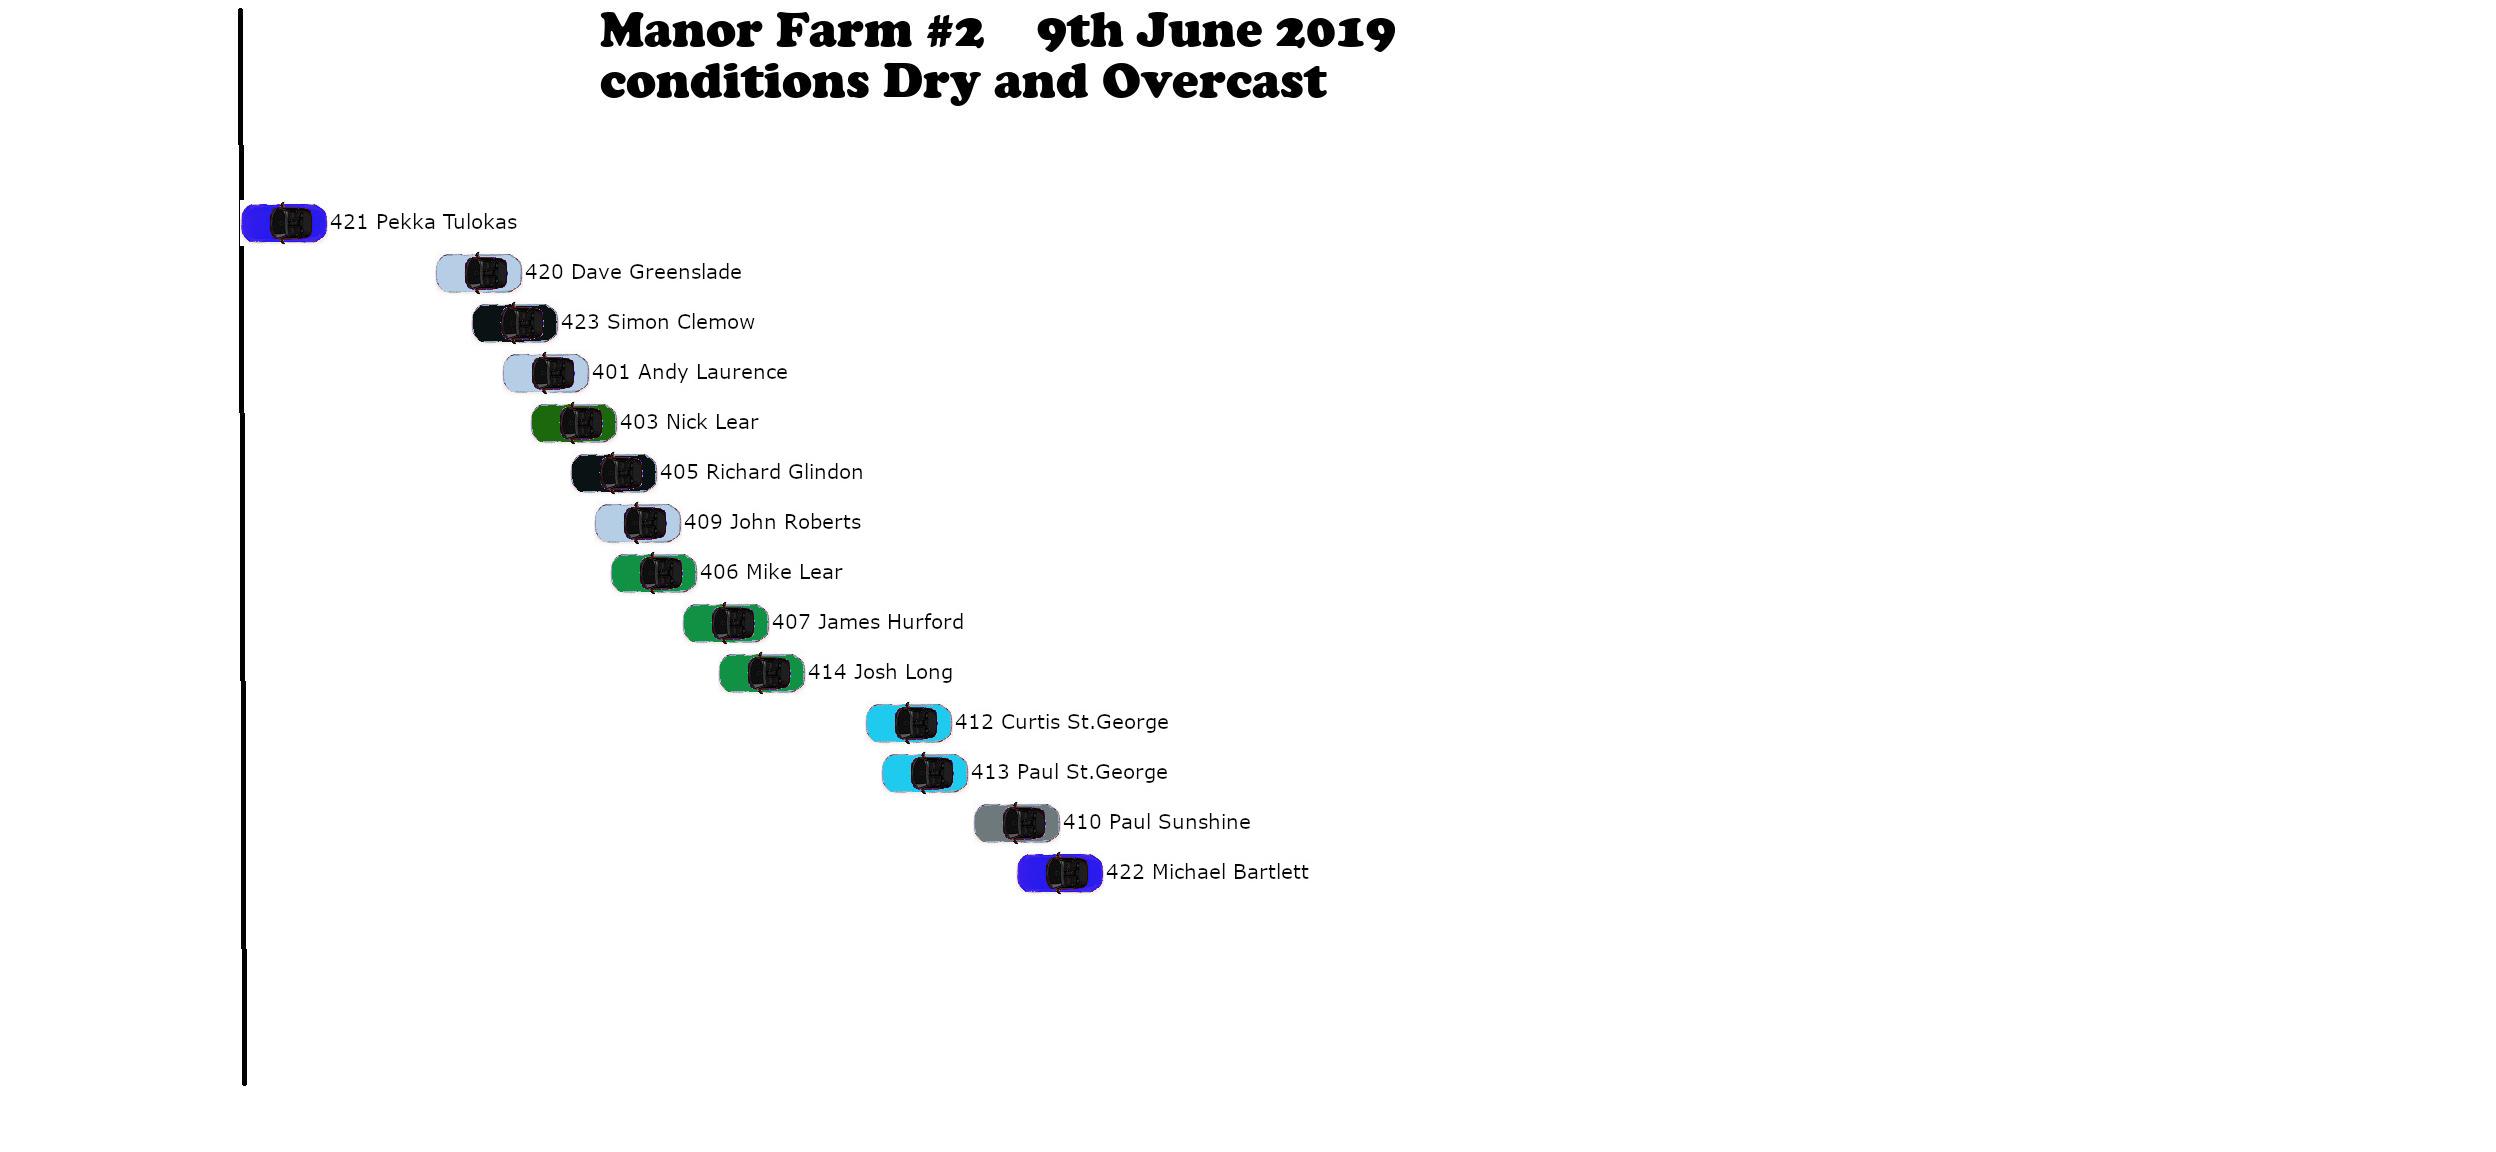 Manor Farm #2 9th June 2019
conditions Dry and Overcast
421 Pekka Tulokas
420 Dave Greenslade
423 Simon Clemow
401 Andy Laurence
403 Nick Lear
405 Richard Glindon
409 John Roberts
406 Mike Lear
407 James Hurford
414 Josh Long
412 Curtis St.George
413 Paul St.George
410 Paul Sunshine
422 Michael Bartlett